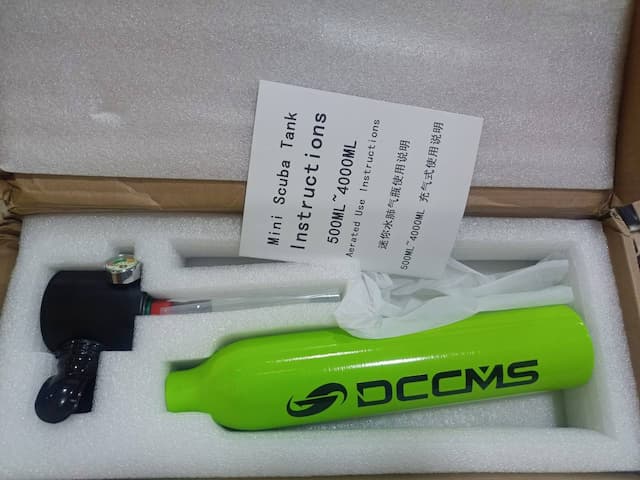 Mini Scuba Tank
Instructions
500ML~4000ML
Aerated Use Instructions
迷你水肺气瓶使用说明
500ML~4000ML 充气式使用说明
DCCMS